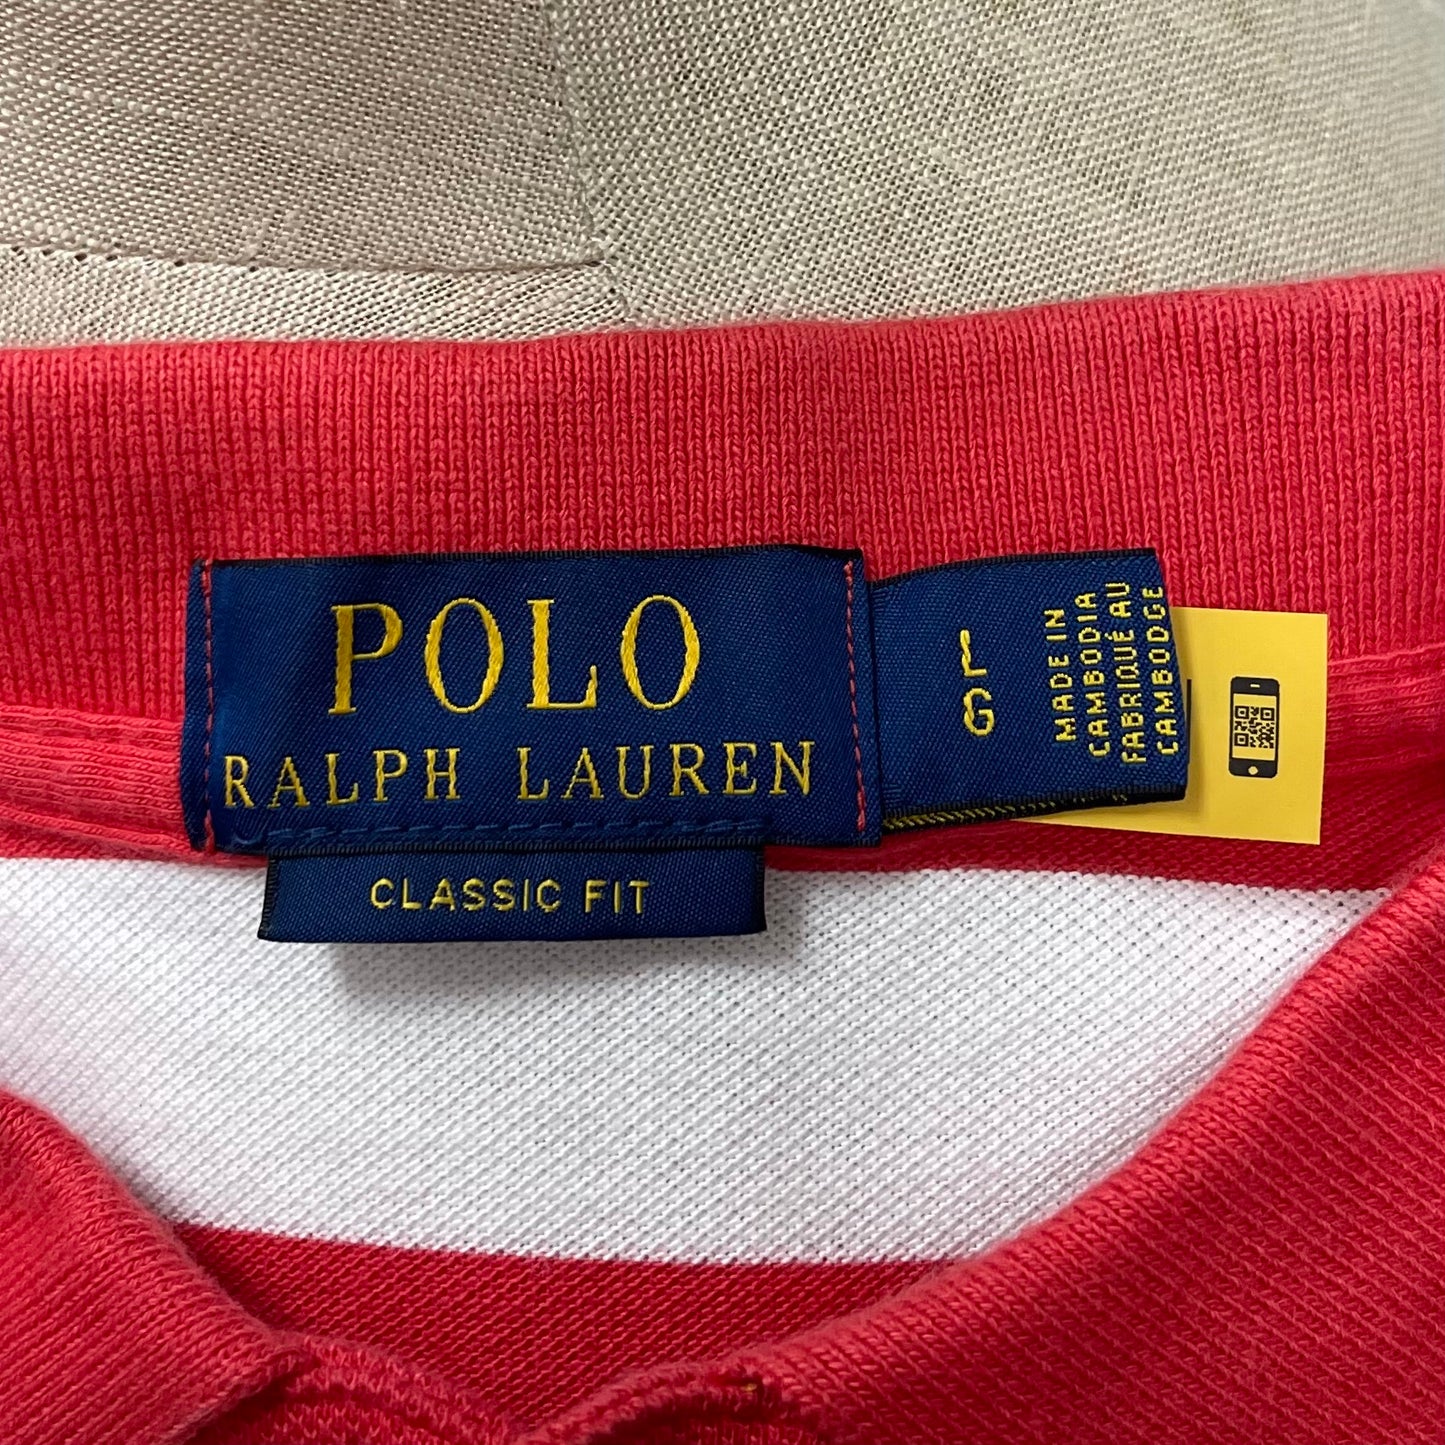 POLO
RALPH LAUREN
CLASSIC FIT
L
G
MADE IN
CAMBODIA
FABRIQUÉ AU
CAMBODGE